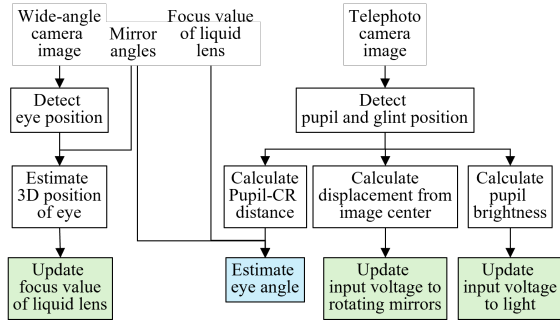 Wide-angle
camera
image
Mirror
angles
Focus value
of liquid
lens
Telephoto
camera
image
Detect
eye position
Detect
pupil and glint position
Estimate
3D position
of eye
Calculate
Pupil-CR
distance
Calculate
displacement from
image center
Calculate
pupil
brightness
Update
focus value
of liquid lens
Estimate
eye angle
Update
input voltage to
rotating mirrors
Update
input voltage
to light